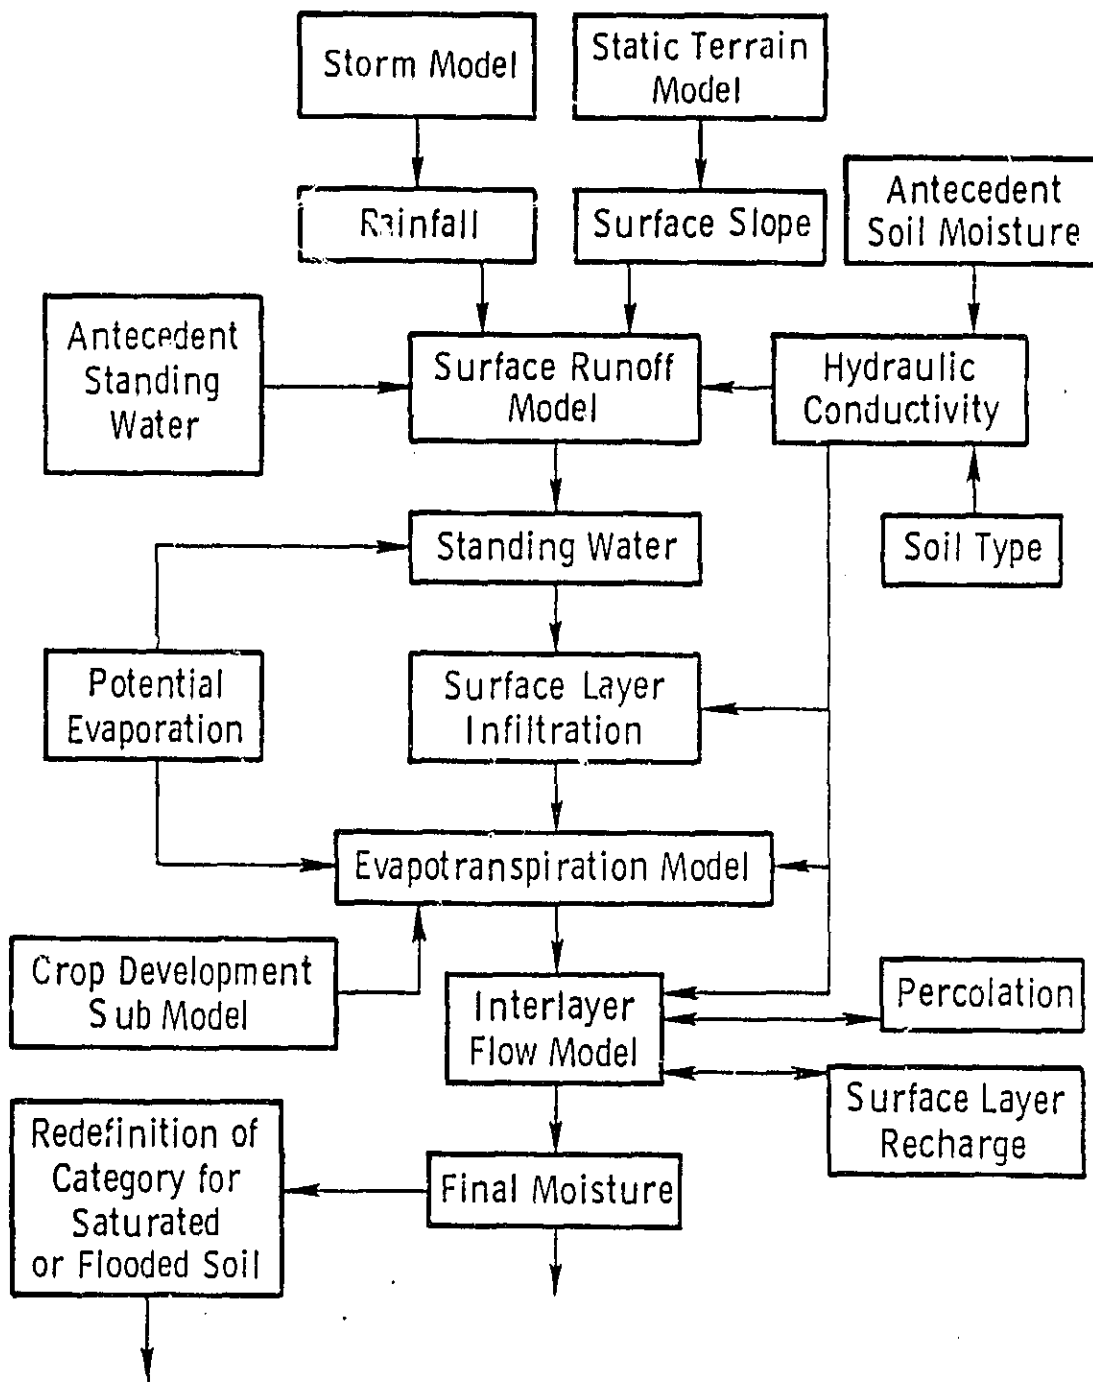 Storm Model
Static Terrain
Model
Rainfall
Surface Slope
Antecedent
Soil Moisture
Antecedent
Standing
Water
Surface Runoff
Model
Hydraulic
Conductivity
Standing Water
Soil Type
Potential
Evaporation
Surface Layer
Infiltration
Evapotranspiration Model
Crop Development
Sub Model
Interlayer
Flow Model
Percolation
Surface Layer
Recharge
Redefinition of
Category for
Saturated
or Flooded Soil
Final Moisture